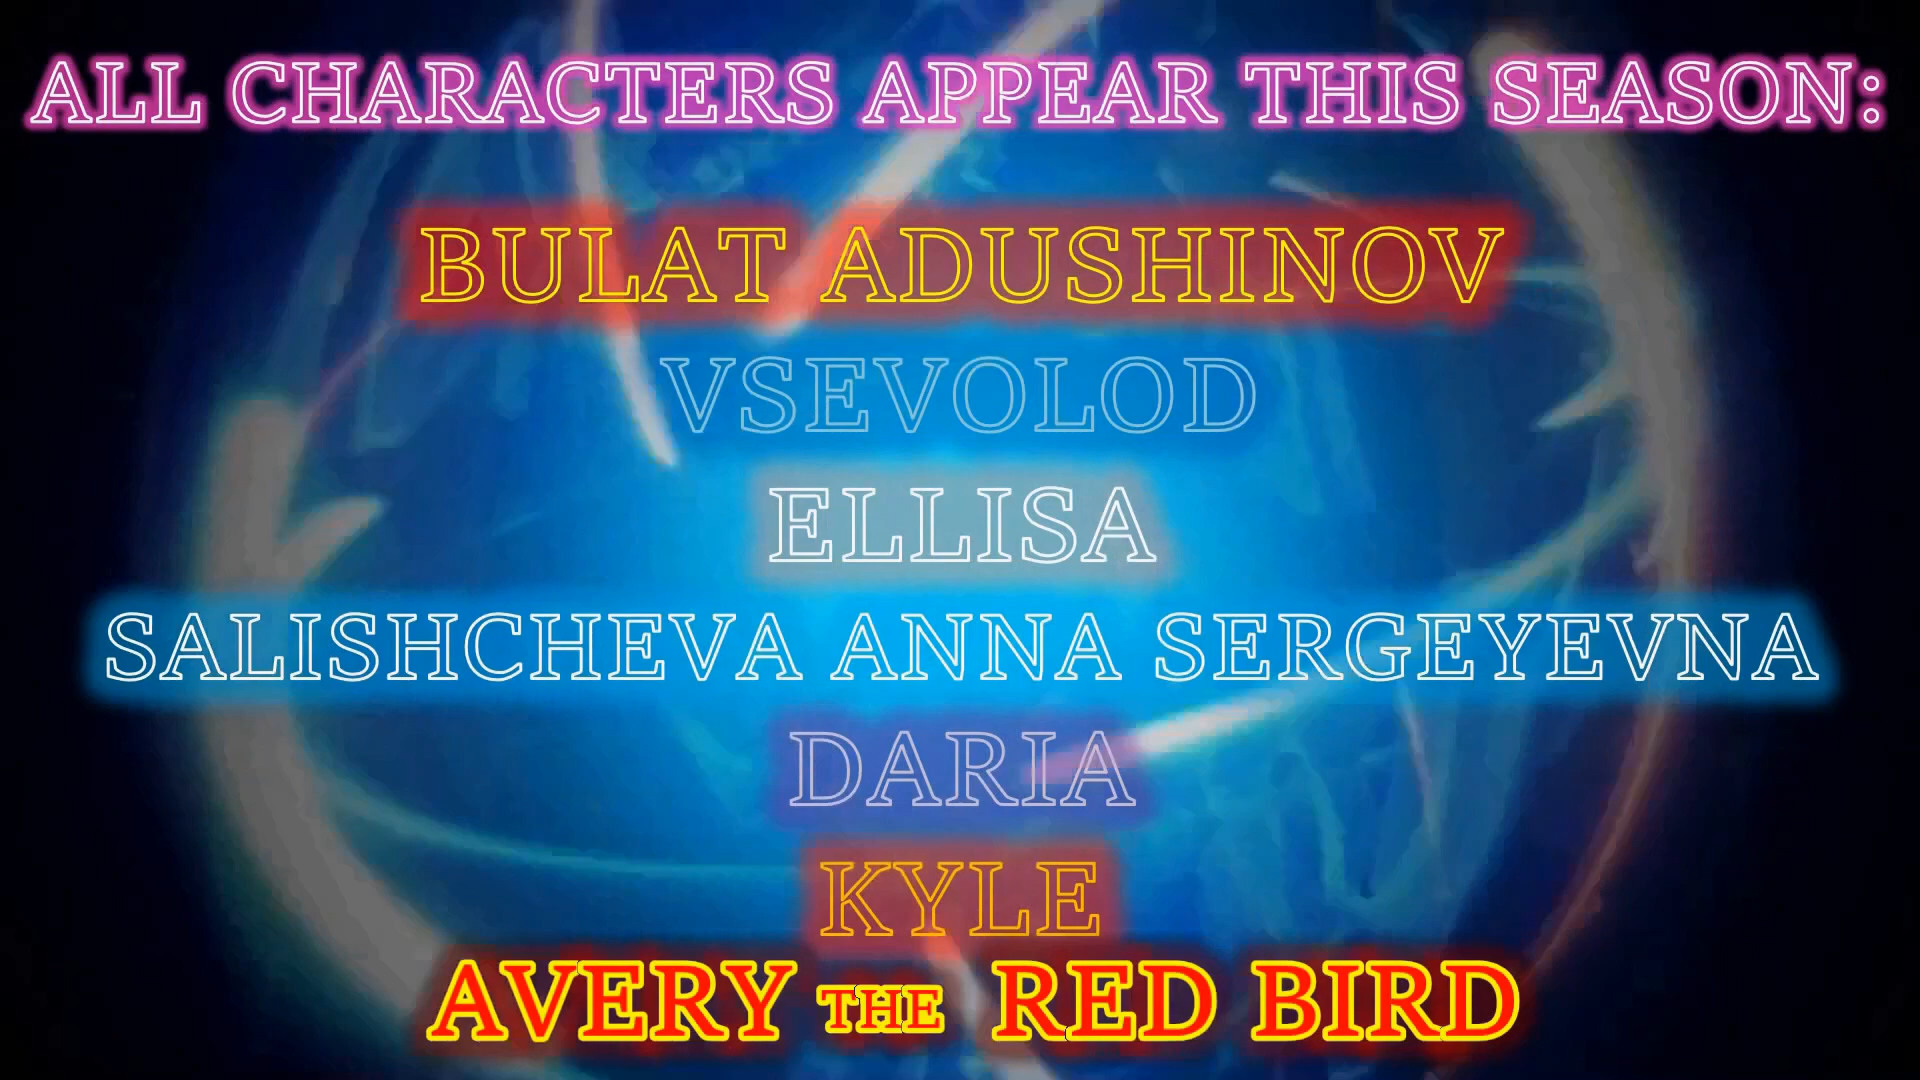 ALL CHARACTERS APPEAR THIS SEASON:
BULAT ADUSHINOV
VSEVOLOD
ELLISA
SALISHCHEVA ANNA SERGEYEVNA
DARIA
KYLE
AVERY THE RED BIRD